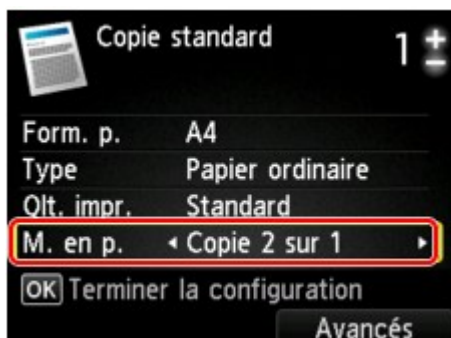 Copie standard
1 + -
Form. p. A4
Type Papier ordinaire
Qlt. impr. Standard
M. en p. Copie 2 sur 1
OK Terminer la configuration
Avancés